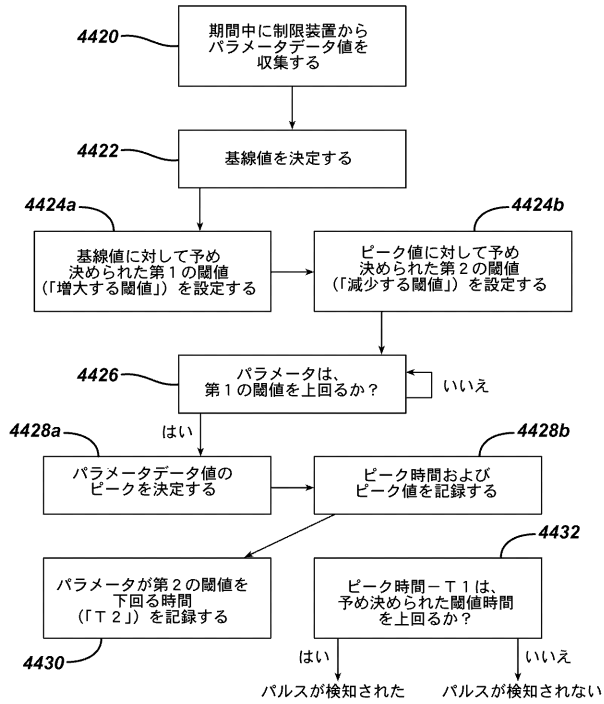 4420
期間中に制限装置から
パラメータデータ値を
収集する
4422
基線値を決定する
4424a
基線値に対して予め
決められた第1の閾値
(「増大する閾値」)を設定する
4424b
ピーク値に対して予め
決められた第2の閾値
(「減少する閾値」)を設定する
4426
パラメータは、
第1の閾値を上回るか?
いいえ
はい
4428a
パラメータデータ値の
ピークを決定する
4428b
ピーク時間および
ピーク値を記録する
パラメータが第2の閾値を
下回る時間
(「T2」)を記録する
4430
4432
ピーク時間-T1は、
予め決められた閾値時間
を上回るか?
はい
いいえ
パルスが検知された
パルスが検知されない